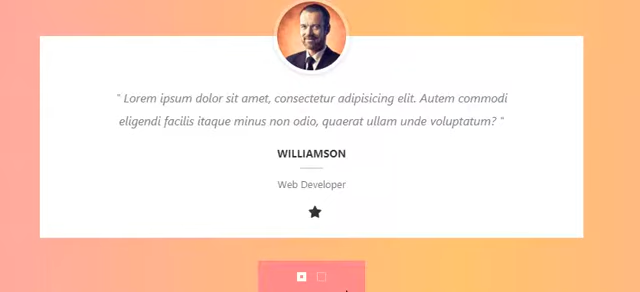 " Lorem ipsum dolor sit amet, consectetur adipisicing elit. Autem commodi
eligendi facilis itaque minus non odio, quaerat ullam unde voluptatum? "
WILLIAMSON
Web Developer